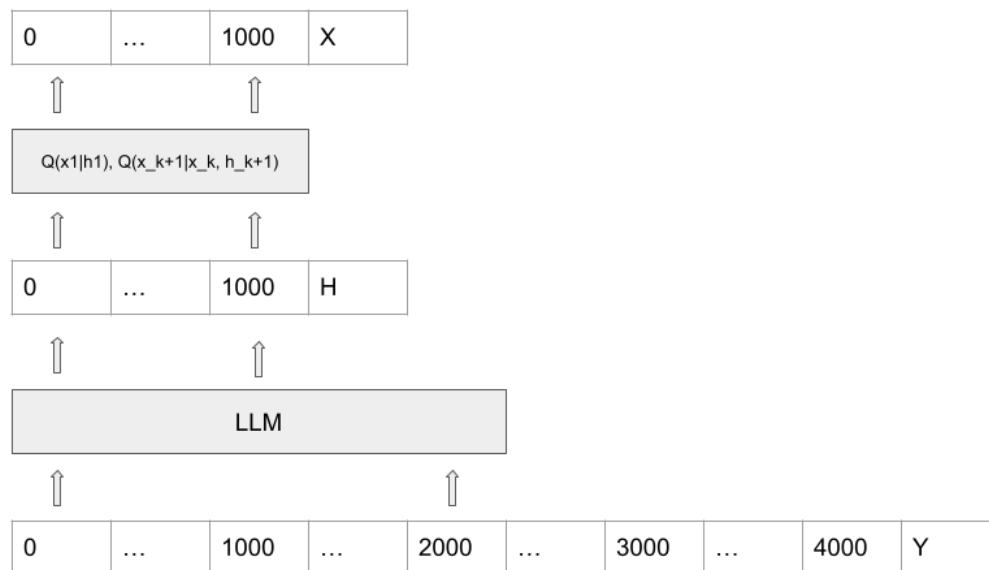 0 … 1000 X
Q(x1|h1), Q(x_k+1|x_k, h_k+1)
0 … 1000 H
LLM
0 … 1000 … 2000 … 3000 … 4000 Y